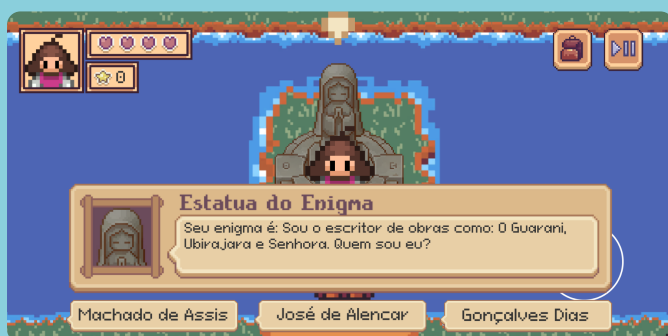 0
Estatua do Enigma
Seu enigma é: Sou o escritor de obras como: O Guarani,
Ubirajara e Senhora. Quem sou eu?
Machado de Assis
José de Alencar
Gonçalves Dias